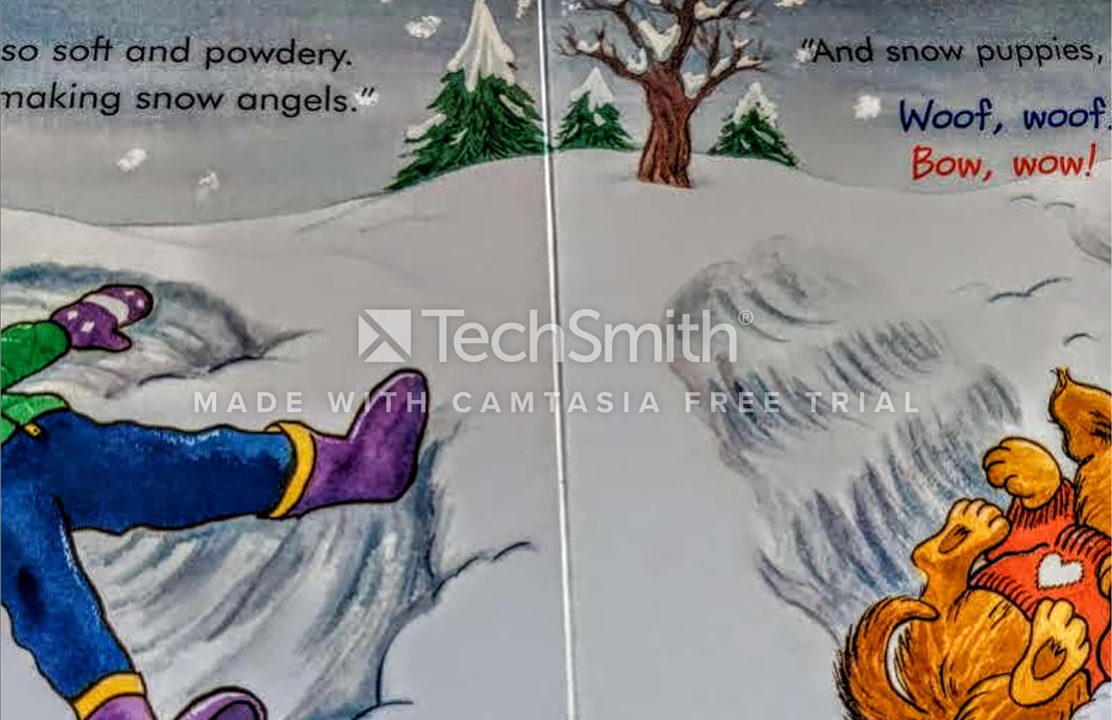 so soft and powdery.
making snow angels.”
“And snow puppies,
Woof, woof.
Bow, wow!
TechSmith®
MADE WITH CAMTASIA FREE TRIAL